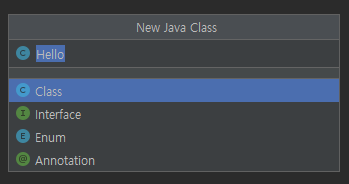 New Java Class
C Hello
C Class
I Interface
E Enum
@ Annotation